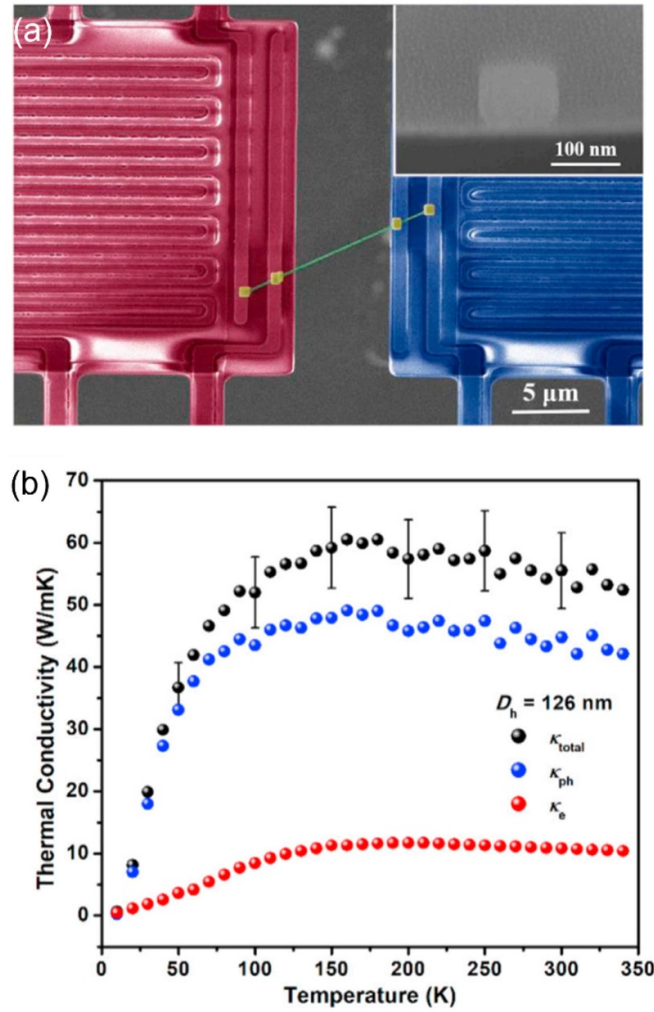 (a)
100 nm
5 μm
(b)
70
60
50
40
30
20
10
0
Thermal Conductivity (W/mK)
Dh = 126 nm
κtotal
κph
κe
0 50 100 150 200 250 300 350
Temperature (K)